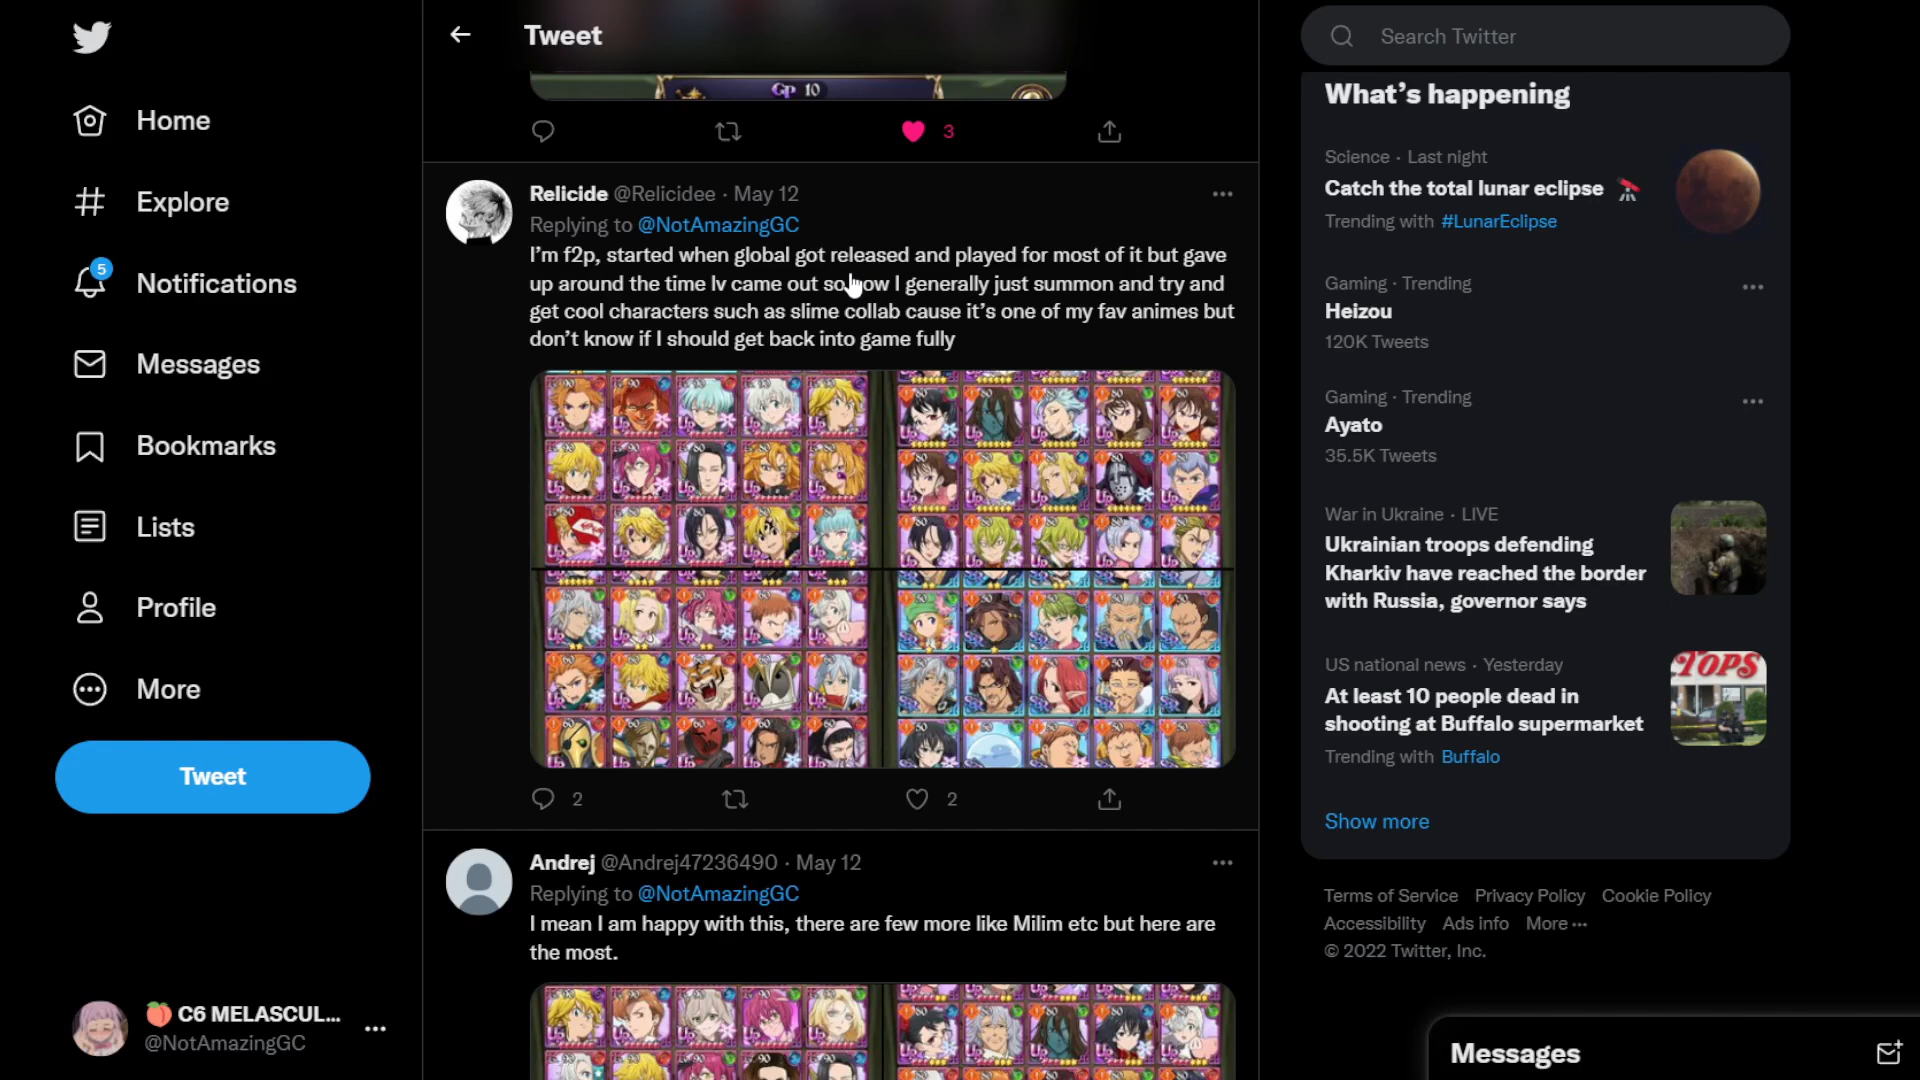 Home
Explore
5
Notifications
Messages
Bookmarks
Lists
Profile
More
Tweet
🍑 C6 MELASCUL...
@NotAmazingGC
Tweet
Gp 10
3
Relicide @Relicidee · May 12
Replying to @NotAmazingGC
I'm f2p, started when global got released and played for most of it but gave
up around the time lv came out so now I generally just summon and try and
get cool characters such as slime collab cause it's one of my fav animes but
don't know if I should get back into game fully
2
2
Andrej @Andrej47236490 · May 12
Replying to @NotAmazingGC
I mean I am happy with this, there are few more like Milim etc but here are
the most.
Search Twitter
What's happening
Science · Last night
Catch the total lunar eclipse 🔭
Trending with #LunarEclipse
Gaming · Trending
Heizou
120K Tweets
Gaming · Trending
Ayato
35.5K Tweets
War in Ukraine · LIVE
Ukrainian troops defending
Kharkiv have reached the border
with Russia, governor says
US national news · Yesterday
At least 10 people dead in
shooting at Buffalo supermarket
Trending with Buffalo
TOPS
Show more
Terms of Service Privacy Policy Cookie Policy
Accessibility Ads info More ···
© 2022 Twitter, Inc.
Messages